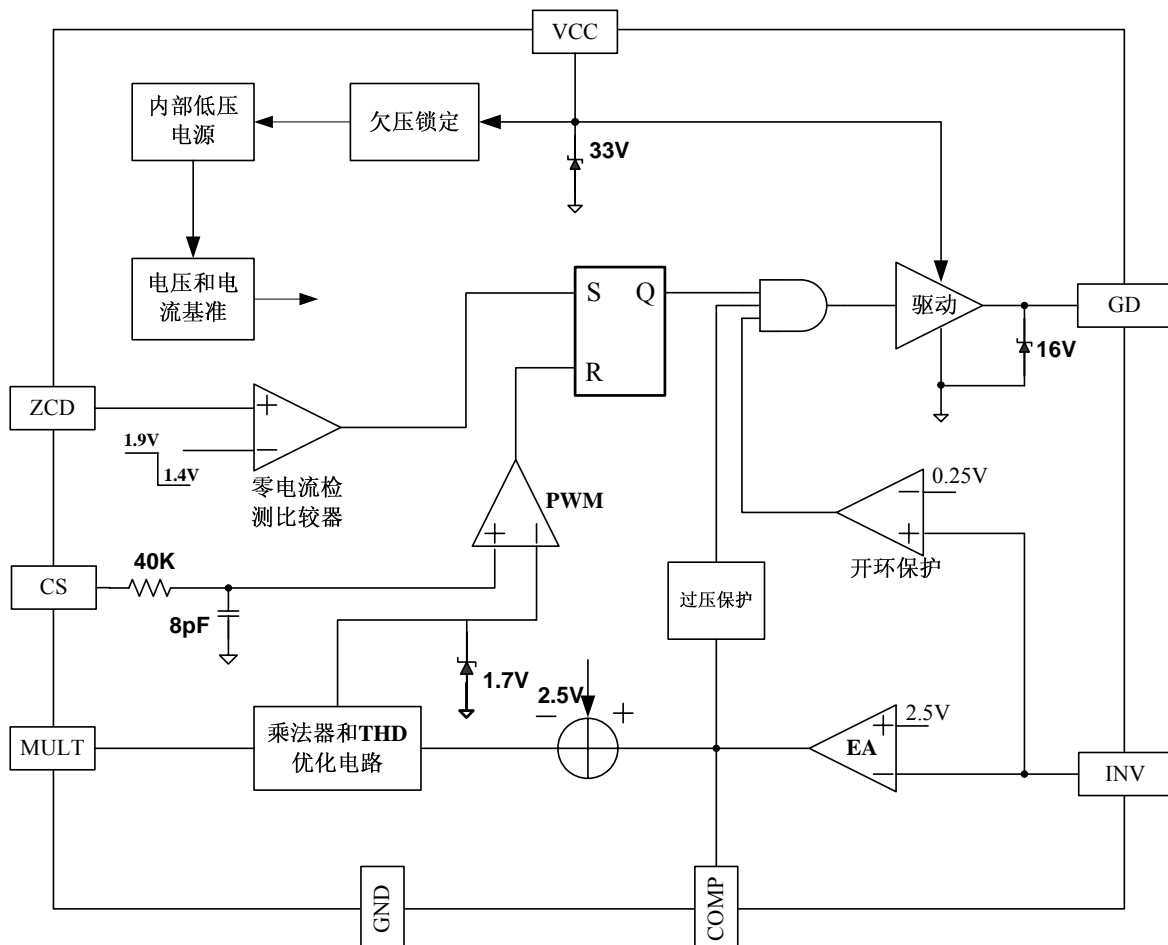 VCC
内部低压
电源
欠压锁定
33V
电压和电
流基准
S
Q
R
驱动
GD
16V
ZCD
+
−
1.9V
1.4V
零电流检
测比较器
PWM
+
−
0.25V
−
+
开环保护
CS
40K
8pF
过压保护
1.7V
2.5V
−
+
MULT
乘法器和THD
优化电路
EA
+
2.5V
−
INV
GND
COMP